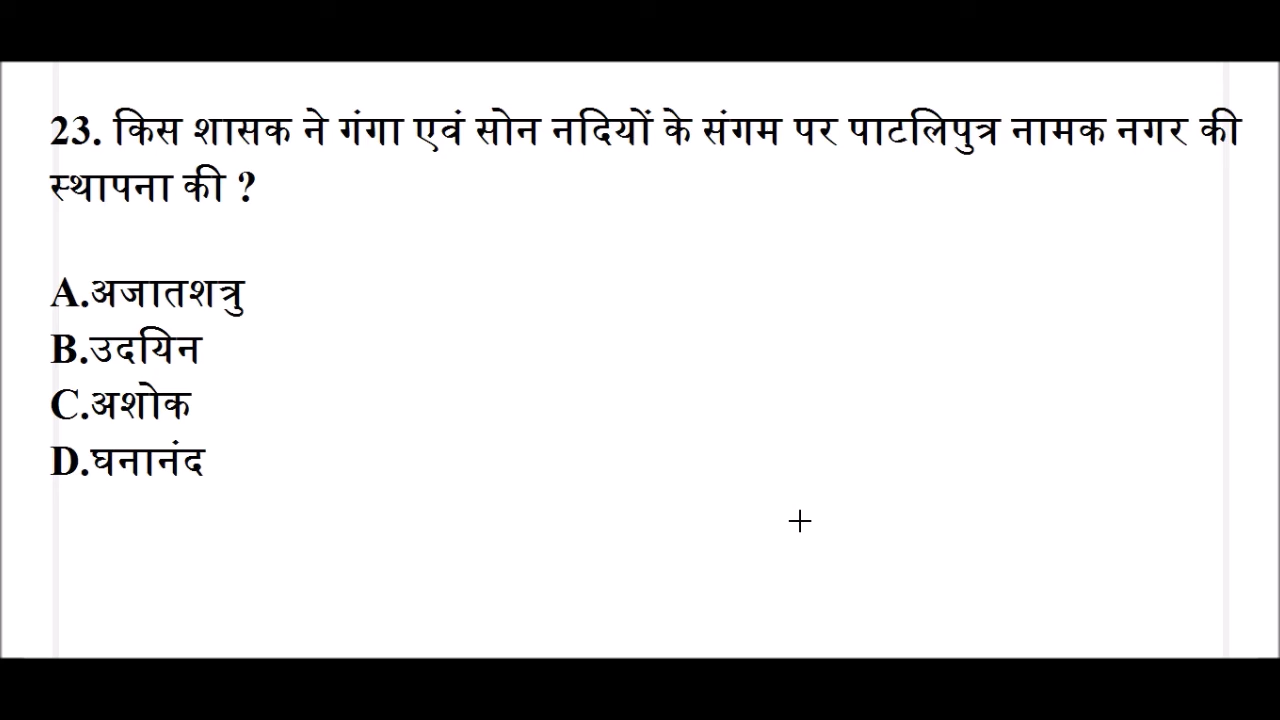 23. किस शासक ने गंगा एवं सोन नदियों के संगम पर पाटलिपुत्र नामक नगर की
स्थापना की ?
A.अजातशत्रु
B.उदयिन
C.अशोक
D.घनानंद